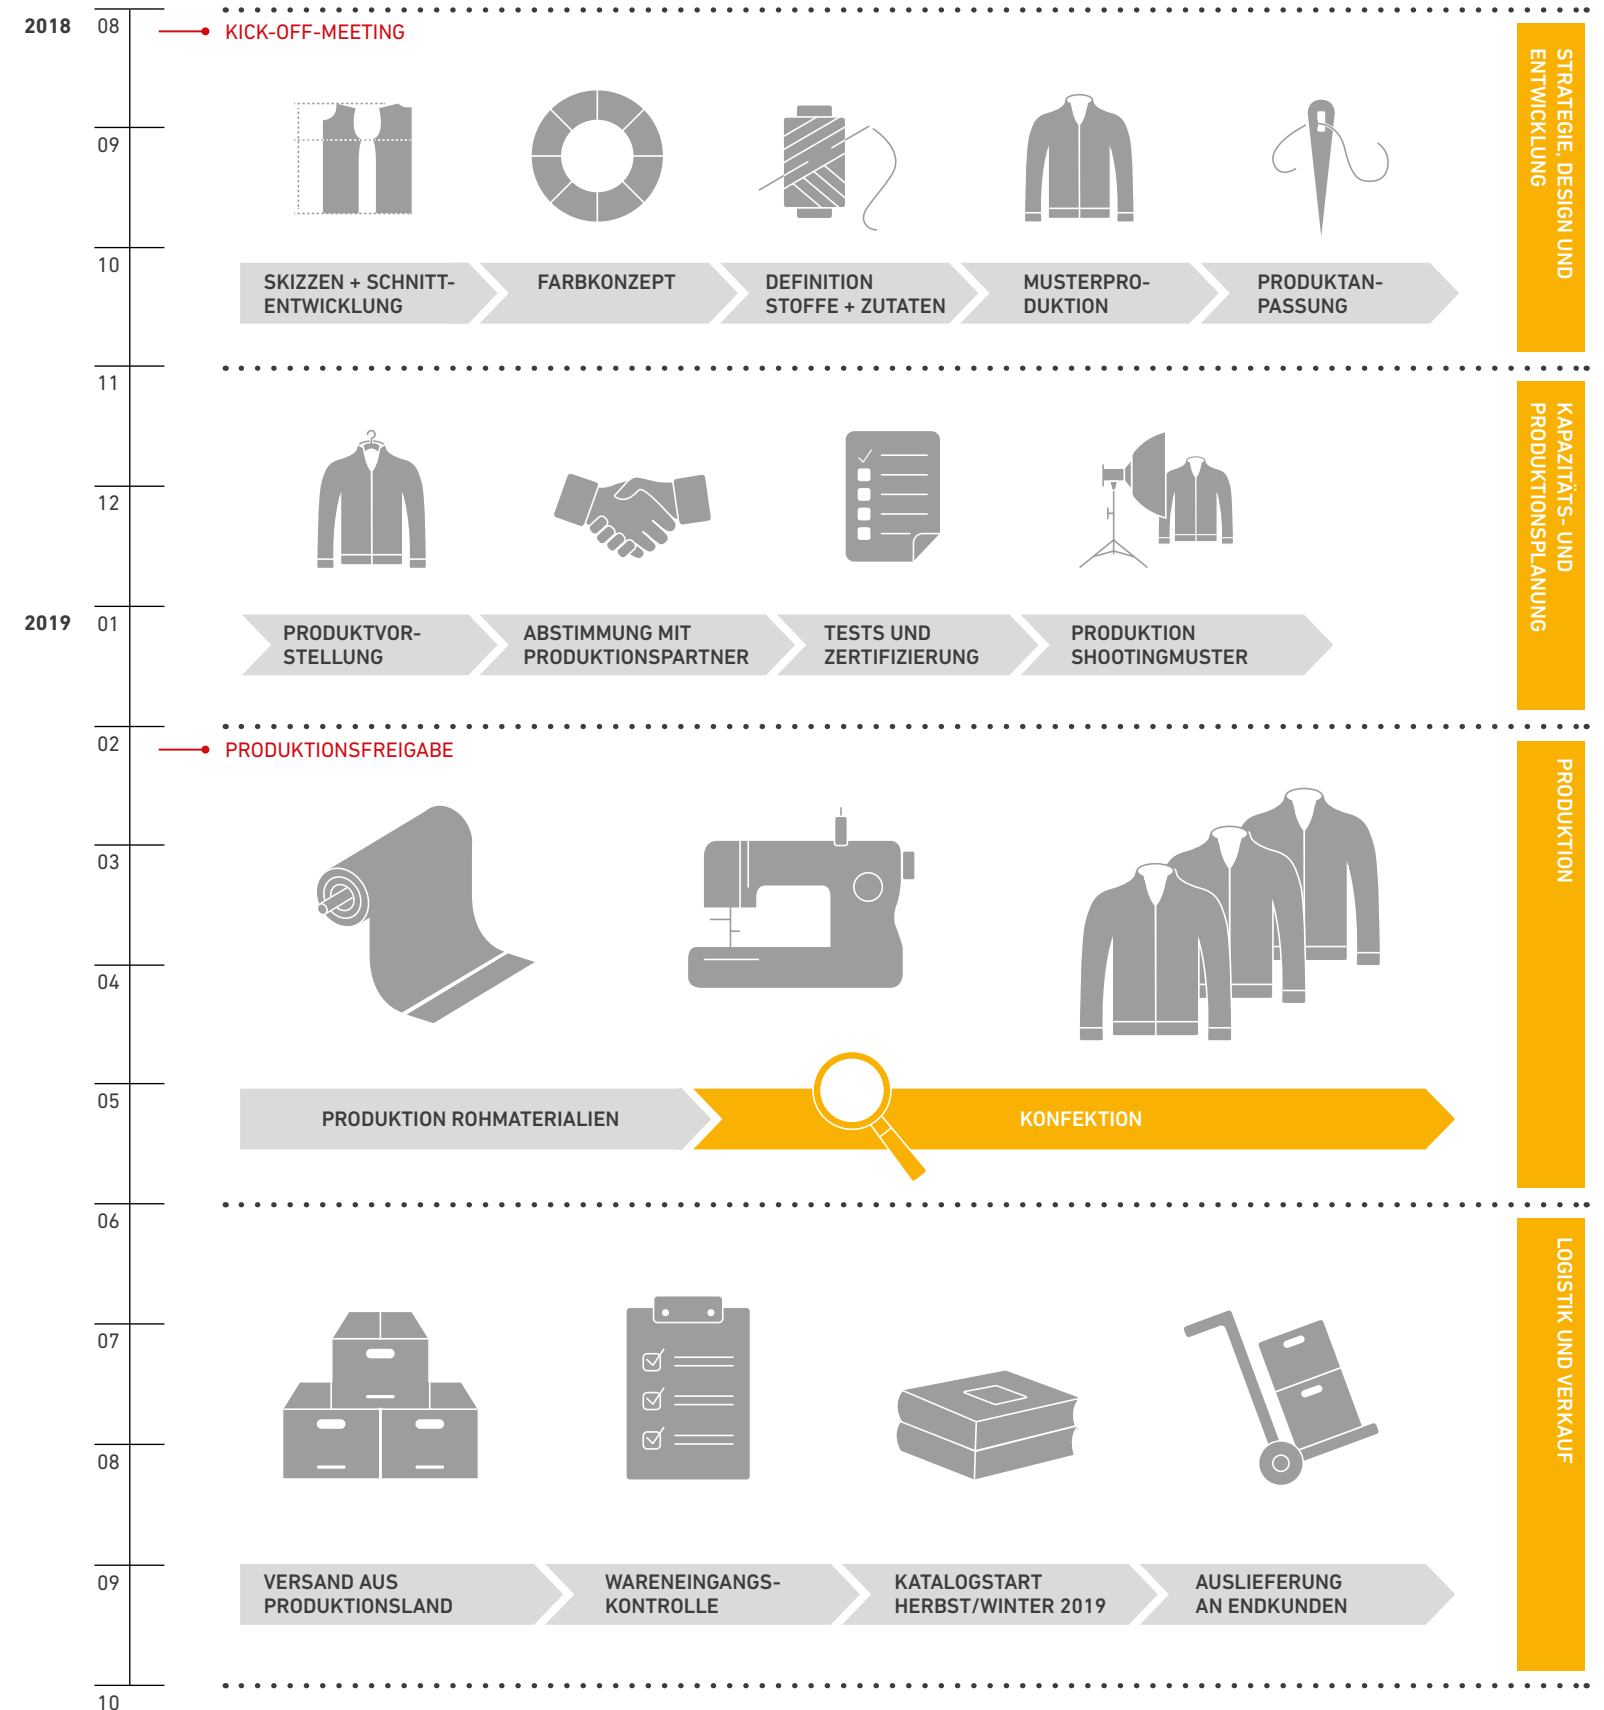 2018
08
KICK-OFF-MEETING
09
10
SKIZZEN + SCHNITT-
ENTWICKLUNG
FARBKONZEPT
DEFINITION
STOFFE + ZUTATEN
MUSTERPRO-
DUKTION
PRODUKTAN-
PASSUNG
STRATEGIE, DESIGN UND
ENTWICKLUNG
11
12
2019
01
PRODUKTVOR-
STELLUNG
ABSTIMMUNG MIT
PRODUKTIONSPARTNER
TESTS UND
ZERTIFIZIERUNG
PRODUKTION
SHOOTINGMUSTER
KAPAZITÄTS- UND
PRODUKTIONSPLANUNG
02
PRODUKTIONSFREIGABE
03
04
05
PRODUKTION ROHMATERIALIEN
KONFEKTION
PRODUKTION
06
07
08
09
VERSAND AUS
PRODUKTIONSLAND
WARENEINGANGS-
KONTROLLE
KATALOGSTART
HERBST/WINTER 2019
AUSLIEFERUNG
AN ENDKUNDEN
LOGISTIK UND VERKAUF
10